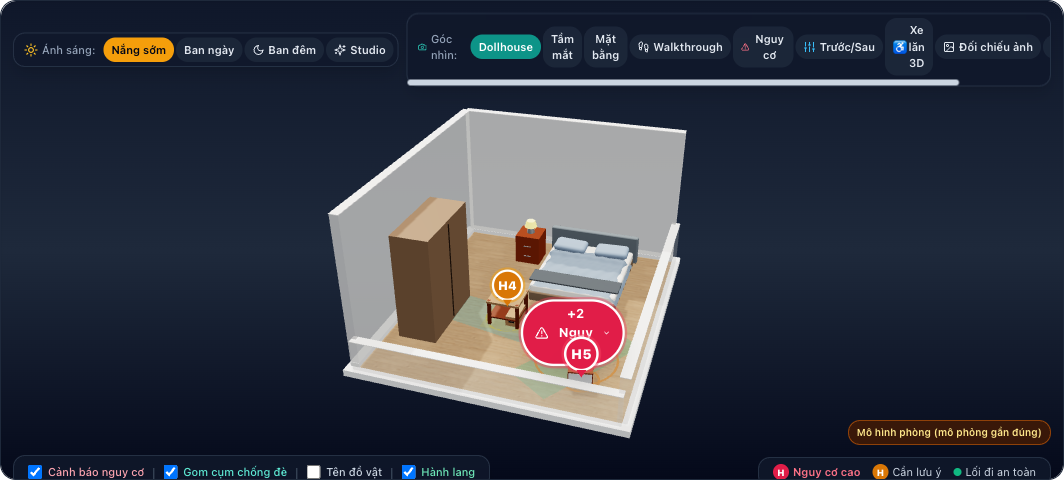 Ánh sáng: Nắng sớm Ban ngày Ban đêm Studio
Góc nhìn: Dollhouse Tầm mắt Mặt bằng Walkthrough Nguy cơ Trước/Sau Xe lăn 3D Đối chiếu ảnh
H4
+2
Nguy
H5
Mô hình phòng (mô phỏng gần đúng)
Cảnh báo nguy cơ | Gom cụm chống đè | Tên đồ vật | Hành lang
H Nguy cơ cao H Cần lưu ý Lối đi an toàn